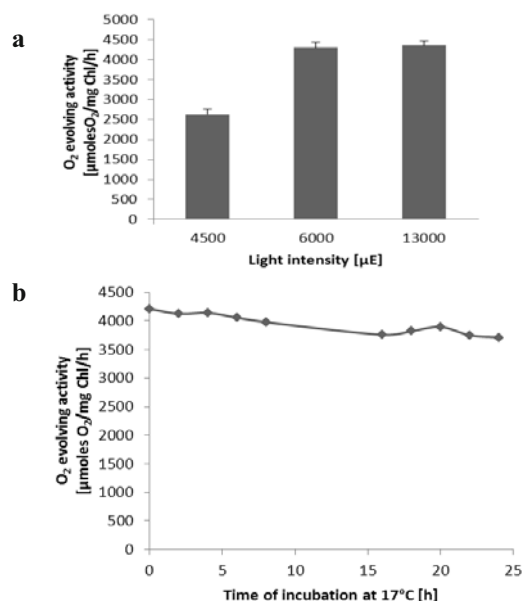 a
O₂ evolving activity
[µmolesO₂/mg Chl/h]
5000
4500
4000
3500
3000
2500
2000
1500
1000
500
0
4500 6000 13000
Light intensity [µE]
b
O₂ evolving activity
[µmoles O₂/mg Chl/h]
4500
4000
3500
3000
2500
2000
1500
1000
500
0
0 5 10 15 20 25
Time of incubation at 17°C [h]